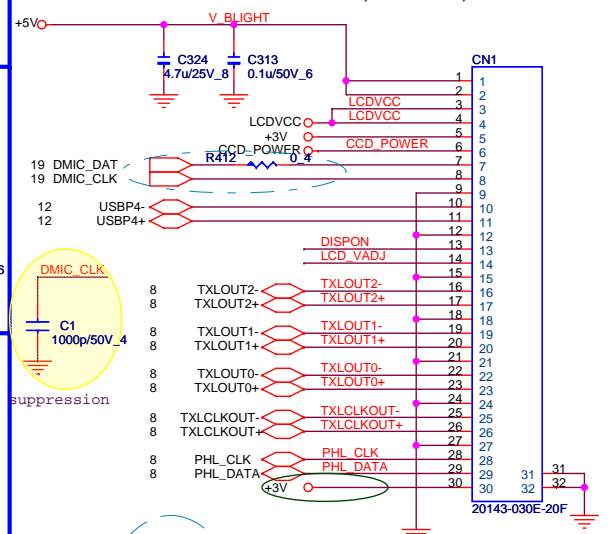 +5V V_BLIGHT
C324
4.7u/25V_8
C313
0.1u/50V_6
CN1
1 1
2 2
LCDVCC 3 3
LCDVCC LCDVCC 4 4
+3V 5 5
CCD_POWER CCD_POWER 6 6
19 DMIC_DAT R412 0_4 7 7
19 DMIC_CLK 8 8
9 9
12 USBP4- 10 10
12 USBP4+ 11 11
12 12
DISPON 13 13
LCD_VADJ 14 14
15 15
8 TXLOUT2- TXLOUT2- 16 16
8 TXLOUT2+ TXLOUT2+ 17 17
18 18
8 TXLOUT1- TXLOUT1- 19 19
8 TXLOUT1+ TXLOUT1+ 20 20
21 21
8 TXLOUT0- TXLOUT0- 22 22
8 TXLOUT0+ TXLOUT0+ 23 23
24 24
8 TXLCLKOUT- TXLCLKOUT- 25 25
8 TXLCLKOUT+ TXLCLKOUT+ 26 26
27 27
8 PHL_CLK PHL_CLK 28 28
8 PHL_DATA PHL_DATA 29 29
+3V 30 30
31 31
32 32
20143-030E-20F
6
DMIC_CLK
C1
1000p/50V_4
suppression